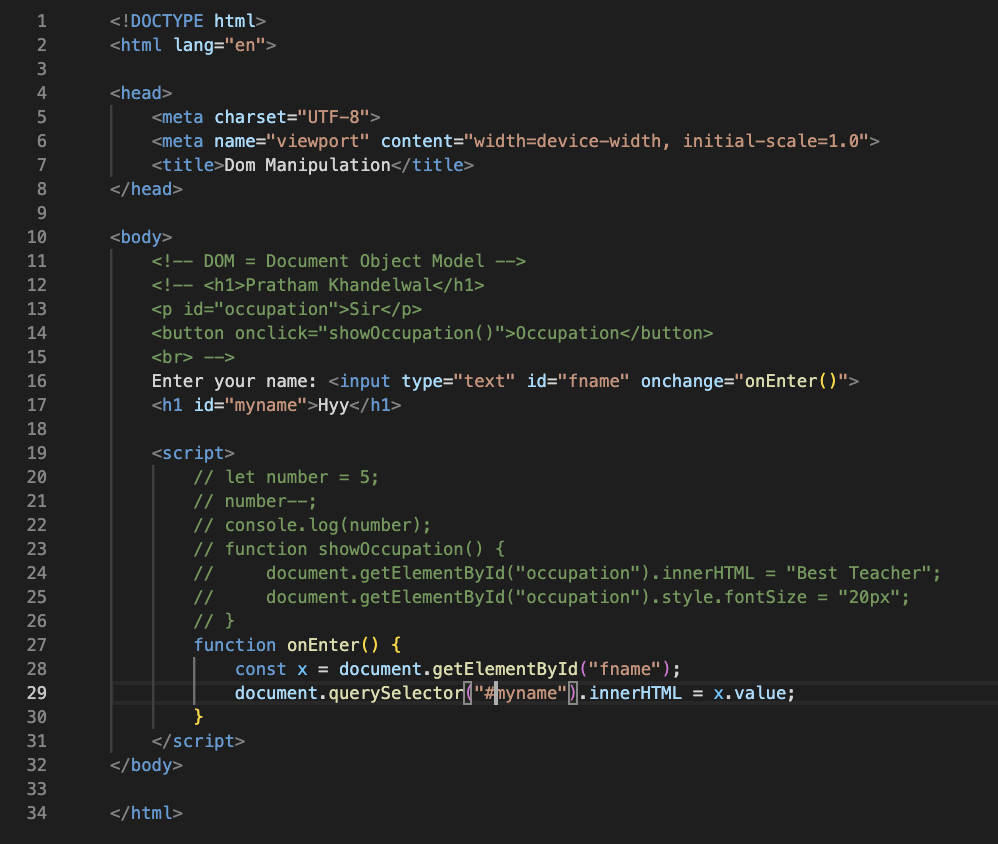 1 <!DOCTYPE html>
2 <html lang="en">
3
4 <head>
5     <meta charset="UTF-8">
6     <meta name="viewport" content="width=device-width, initial-scale=1.0">
7     <title>Dom Manipulation</title>
8 </head>
9
10 <body>
11     <!-- DOM = Document Object Model -->
12     <!-- <h1>Pratham Khandelwal</h1>
13     <p id="occupation">Sir</p>
14     <button onclick="showOccupation()">Occupation</button>
15     <br> -->
16     Enter your name: <input type="text" id="fname" onchange="onEnter()">
17     <h1 id="myname">Hyy</h1>
18
19     <script>
20         // let number = 5;
21         // number--;
22         // console.log(number);
23         // function showOccupation() {
24         //     document.getElementById("occupation").innerHTML = "Best Teacher";
25         //     document.getElementById("occupation").style.fontSize = "20px";
26         // }
27         function onEnter() {
28             const x = document.getElementById("fname");
29             document.querySelector("#myname").innerHTML = x.value;
30         }
31     </script>
32 </body>
33
34 </html>